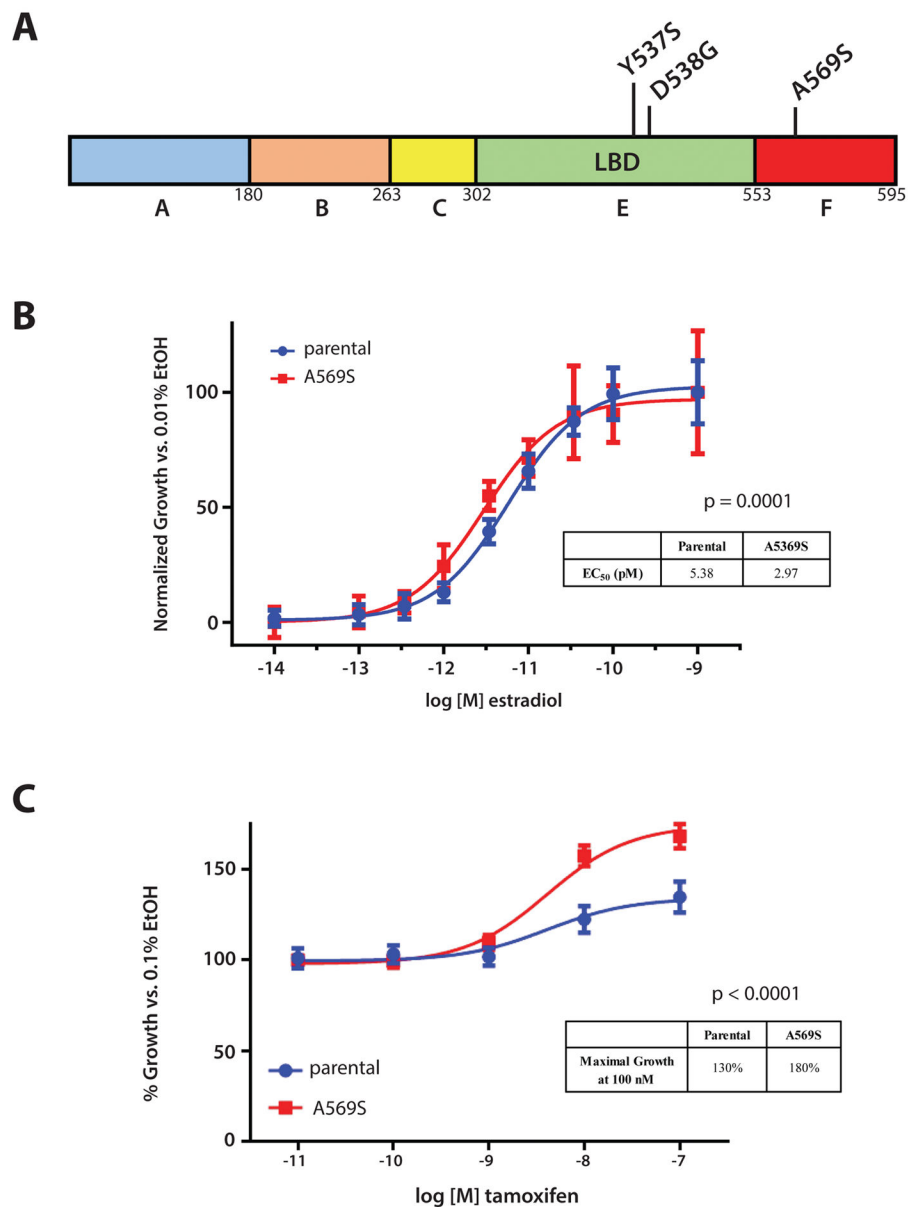 A
Y537S
D538G
A569S
LBD
180 263 302 553 595
A B C E F
B
Normalized Growth vs. 0.01% EtOH
parental
A569S
100
50
0
p = 0.0001
Parental A5369S
EC50 (pM) 5.38 2.97
-14 -13 -12 -11 -10 -9
log [M] estradiol
C
% Growth vs. 0.1% EtOH
150
100
50
0
p < 0.0001
Parental A569S
Maximal Growth
at 100 nM 130% 180%
parental
A569S
-11 -10 -9 -8 -7
log [M] tamoxifen